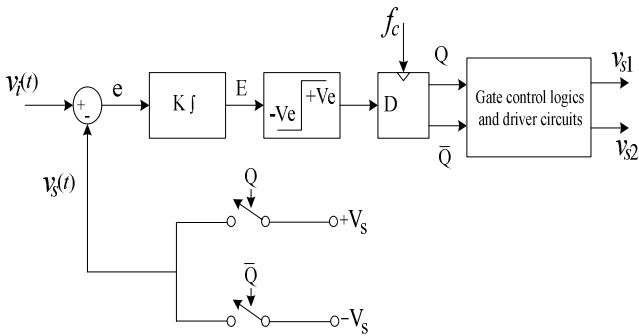 f_c
v_i(t)
+
-
e
K ∫
E
-Ve
+Ve
D
Q
Q̅
Gate control logics
and driver circuits
v_s1
v_s2
v_s(t)
Q
+V_s
Q̅
-V_s